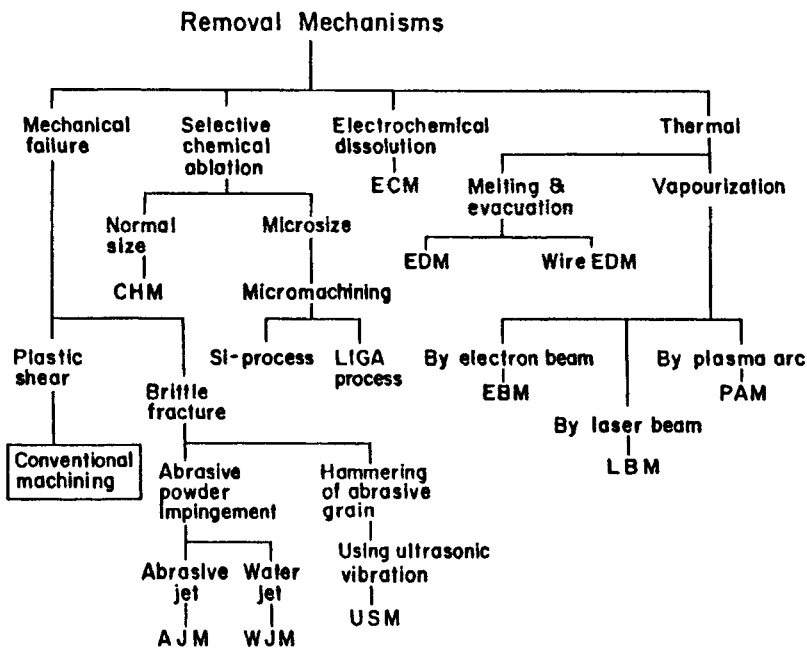 Removal Mechanisms
Mechanical
failure
Selective
chemical
ablation
Electrochemical
dissolution
ECM
Thermal
Melting &
evacuation
Vapourization
Normal
size
CHM
Microsize
Micromachining
EDM
Wire EDM
Plastic
shear
Conventional
machining
Brittle
fracture
SI-process
LIGA
process
By electron beam
EBM
By laser beam
LBM
By plasma arc
PAM
Abrasive
powder
impingement
Hammering
of abrasive
grain
Abrasive
jet
AJM
Water
jet
WJM
Using ultrasonic
vibration
USM